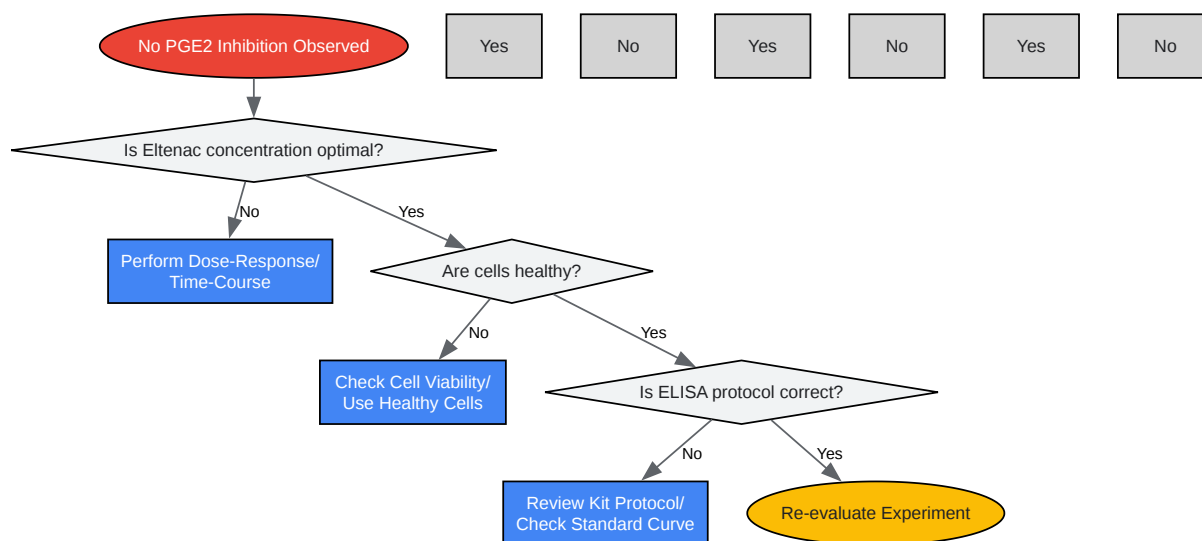 No PGE2 Inhibition Observed
Yes
No
Yes
No
Yes
No
Is Eltenac concentration optimal?
No
Yes
Perform Dose-Response/
Time-Course
Are cells healthy?
No
Yes
Check Cell Viability/
Use Healthy Cells
Is ELISA protocol correct?
No
Yes
Review Kit Protocol/
Check Standard Curve
Re-evaluate Experiment